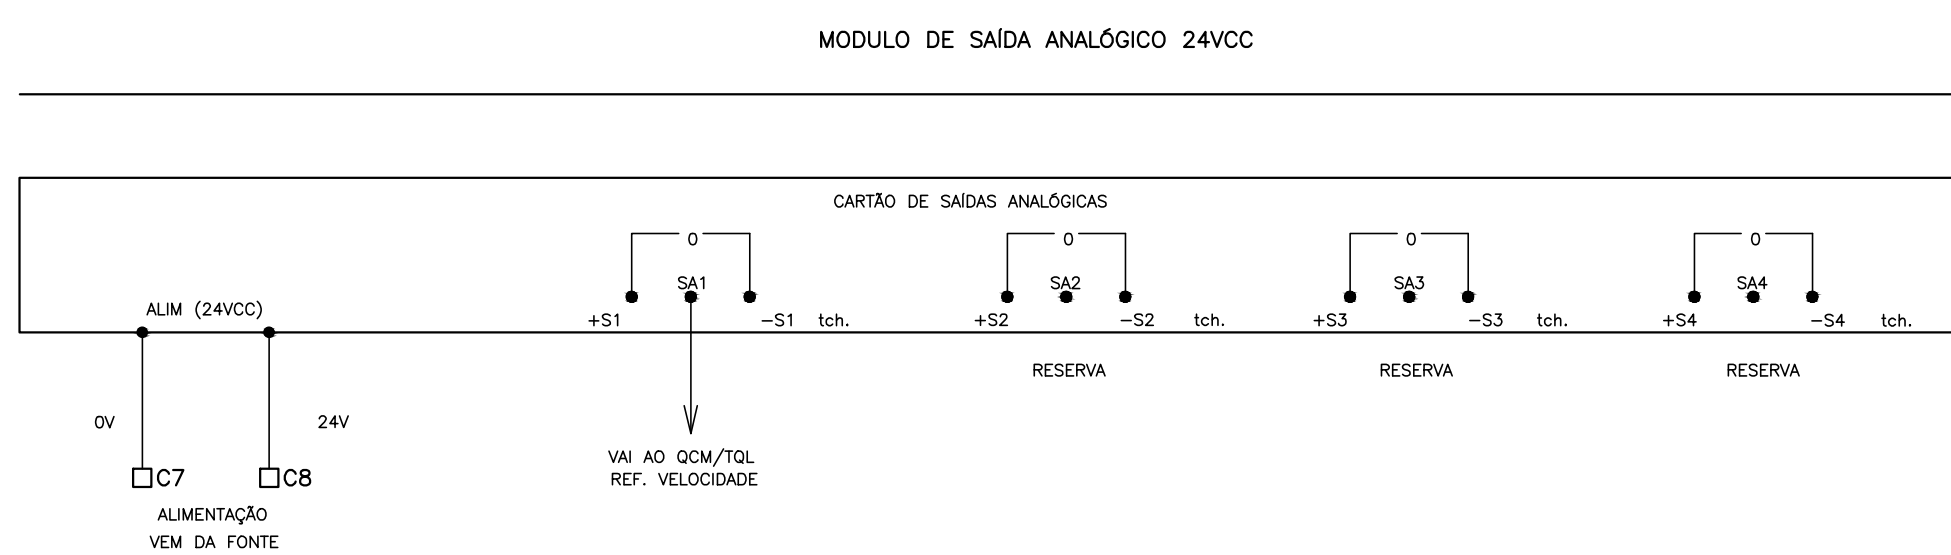 MODULO DE SAÍDA ANALÓGICO 24VCC
CARTÃO DE SAÍDAS ANALÓGICAS
0 0 0 0
SA1 SA2 SA3 SA4
ALIM (24VCC)
+S1 −S1 tch. +S2 −S2 tch. +S3 −S3 tch. +S4 −S4 tch.
RESERVA RESERVA RESERVA
0V 24V
VAI AO QCM/TQL
REF. VELOCIDADE
C7 C8
ALIMENTAÇÃO
VEM DA FONTE